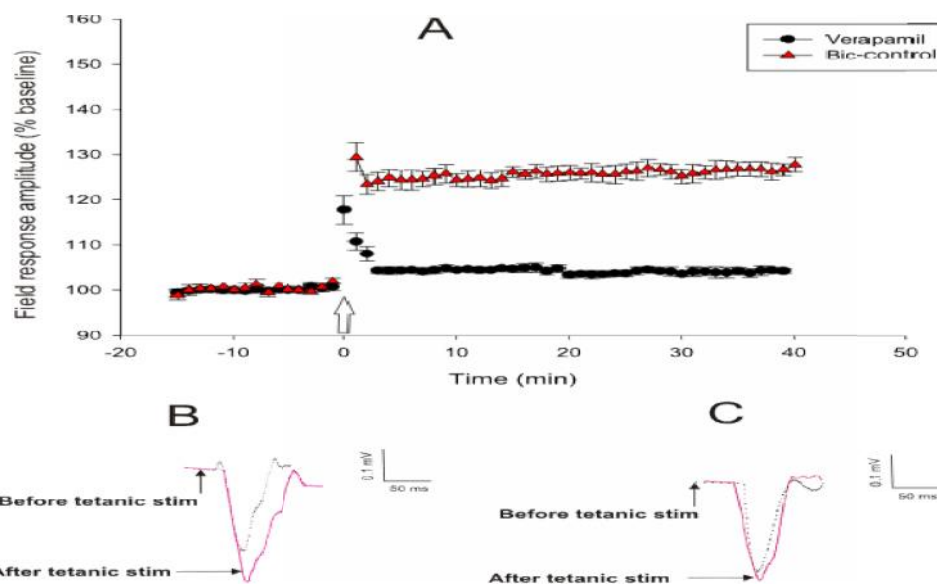 A
Verapamil
Bic-control
Field response amplitude (% baseline)
160
150
140
130
120
110
100
90
-20 -10 0 10 20 30 40 50
Time (min)
B C
0.1 mV
50 ms
Before tetanic stim
After tetanic stim
0.1 mV
50 ms
Before tetanic stim
After tetanic stim